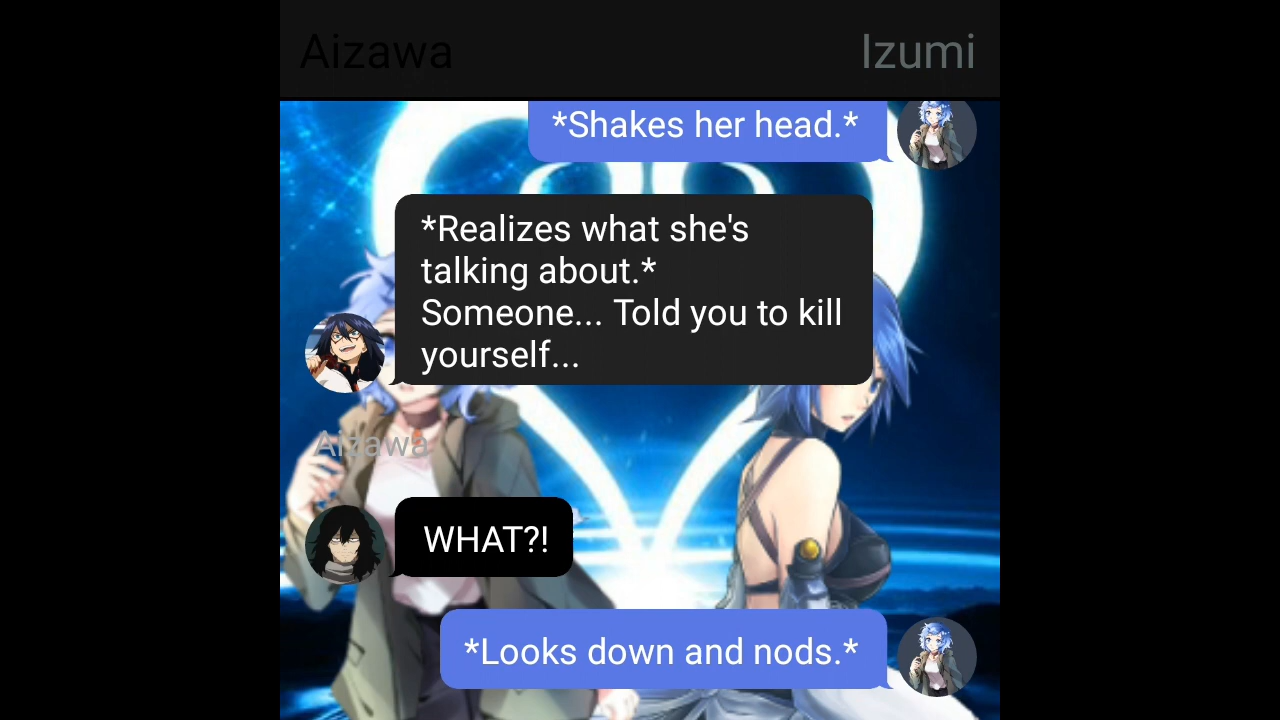 Aizawa
Izumi
*Shakes her head.*
*Realizes what she's
talking about.*
Someone... Told you to kill
yourself...
Aizawa
WHAT?!
*Looks down and nods.*